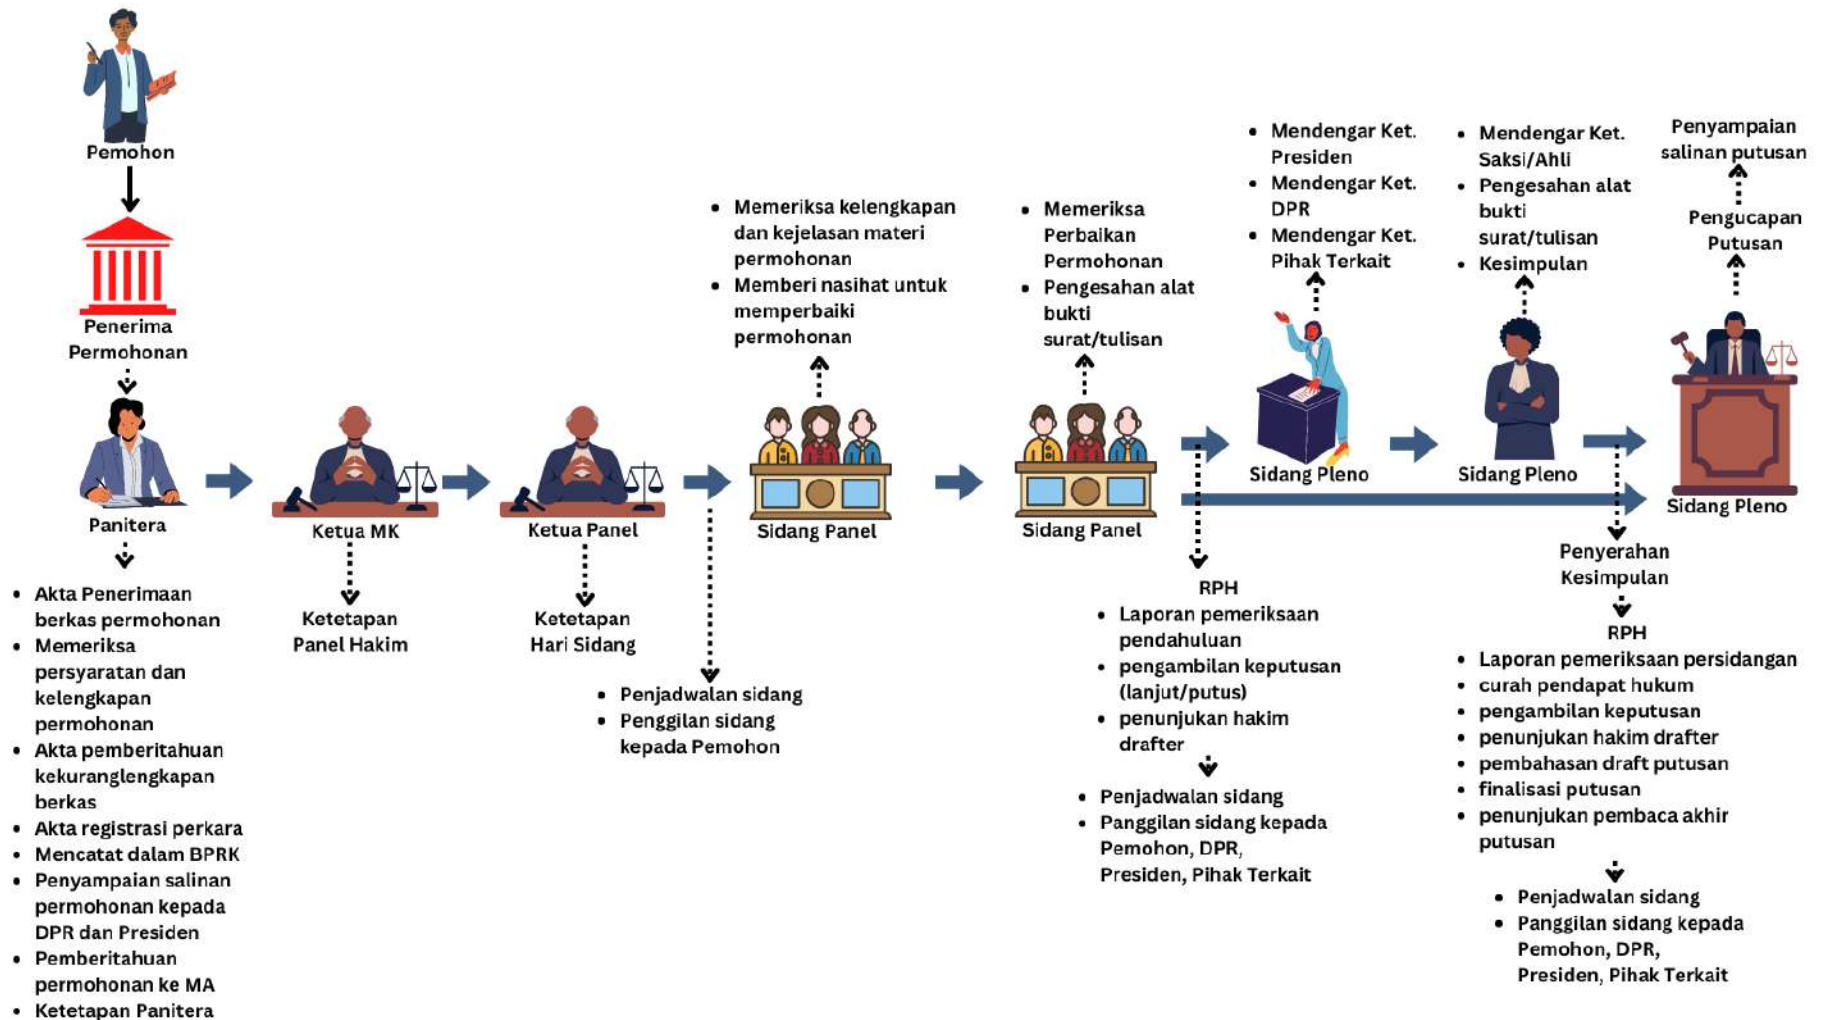 Pemohon
Penerima
Permohonan
Panitera
• Akta Penerimaan
berkas permohonan
• Memeriksa
persyaratan dan
kelengkapan
permohonan
• Akta pemberitahuan
kekuranglengkapan
berkas
• Akta registrasi perkara
• Mencatat dalam BPRK
• Penyampaian salinan
permohonan kepada
DPR dan Presiden
• Pemberitahuan
permohonan ke MA
• Ketetapan Panitera
Ketua MK
Ketetapan
Panel Hakim
Ketua Panel
Ketetapan
Hari Sidang
• Penjadwalan sidang
• Penggilan sidang
kepada Pemohon
• Memeriksa kelengkapan
dan kejelasan materi
permohonan
• Memberi nasihat untuk
memperbaiki
permohonan
Sidang Panel
• Memeriksa
Perbaikan
Permohonan
• Pengesahan alat
bukti
surat/tulisan
Sidang Panel
RPH
• Laporan pemeriksaan
pendahuluan
• pengambilan keputusan
(lanjut/putus)
• penunjukan hakim
drafter
• Penjadwalan sidang
• Panggilan sidang kepada
Pemohon, DPR,
Presiden, Pihak Terkait
• Mendengar Ket.
Presiden
• Mendengar Ket.
DPR
• Mendengar Ket.
Pihak Terkait
Sidang Pleno
• Mendengar Ket.
Saksi/Ahli
• Pengesahan alat
bukti
surat/tulisan
• Kesimpulan
Sidang Pleno
Penyerahan
Kesimpulan
RPH
• Laporan pemeriksaan persidangan
• curah pendapat hukum
• pengambilan keputusan
• penunjukan hakim drafter
• pembahasan draft putusan
• finalisasi putusan
• penunjukan pembaca akhir
putusan
• Penjadwalan sidang
• Panggilan sidang kepada
Pemohon, DPR,
Presiden, Pihak Terkait
Penyampaian
salinan putusan
Pengucapan
Putusan
Sidang Pleno